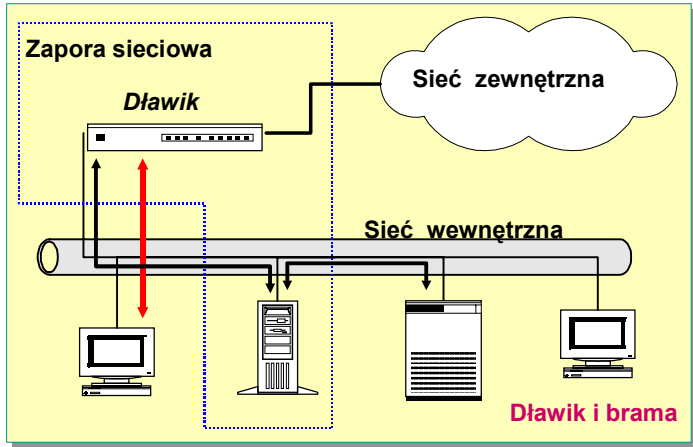 Zapora sieciowa
Dławik
Sieć zewnętrzna
Sieć wewnętrzna
Dławik i brama